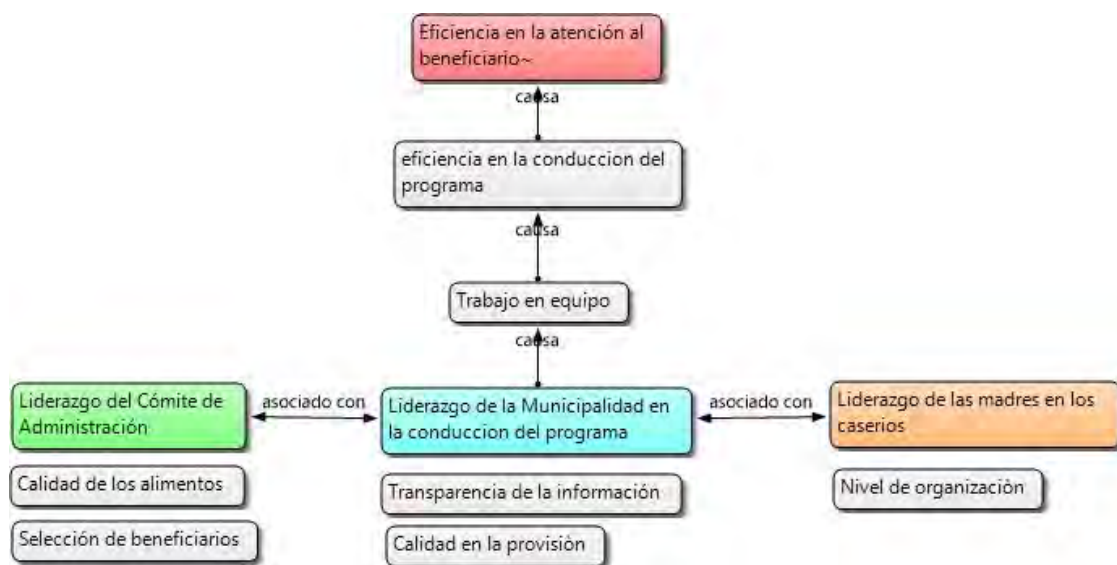 Eficiencia en la atención al
beneficiario~
causa
eficiencia en la conduccion del
programa
causa
Trabajo en equipo
causa
Liderazgo del Cómite de
Administración
asociado con
Liderazgo de la Municipalidad en
la conduccion del programa
asociado con
Liderazgo de las madres en los
caserios
Calidad de los alimentos
Transparencia de la información
Nivel de organizaciòn
Selección de beneficiarios
Calidad en la provisiòn